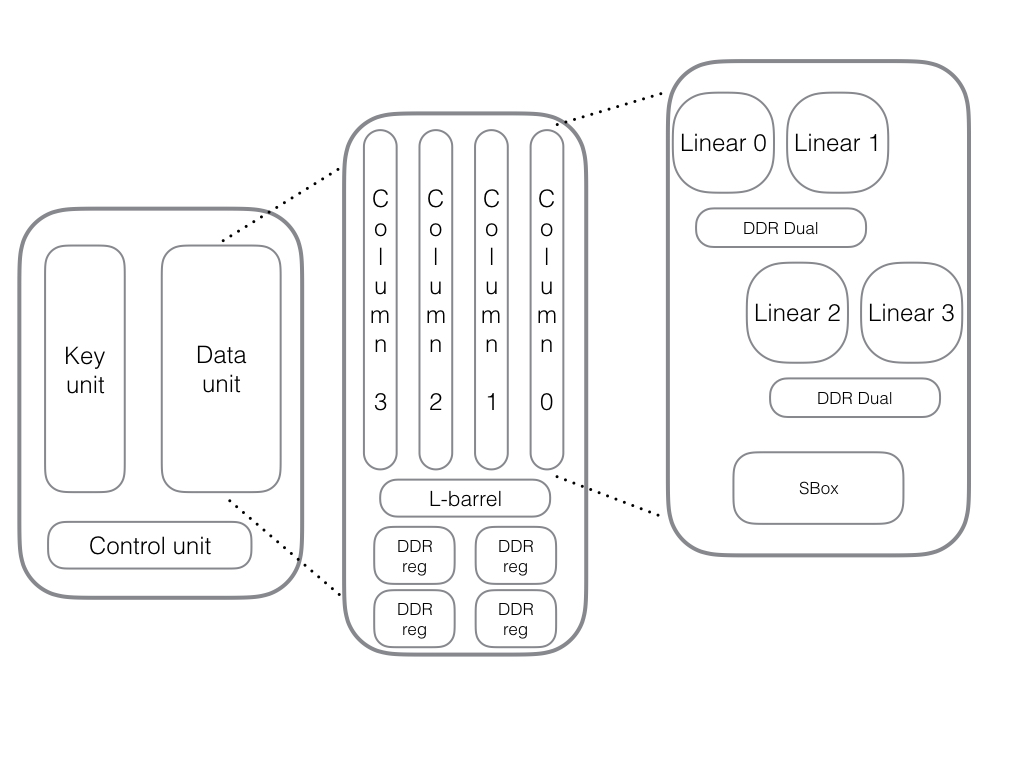 Key
unit
Data
unit
Control unit
Column 3
Column 2
Column 1
Column 0
L-barrel
DDR
reg
DDR
reg
DDR
reg
DDR
reg
Linear 0
Linear 1
DDR Dual
Linear 2
Linear 3
DDR Dual
SBox